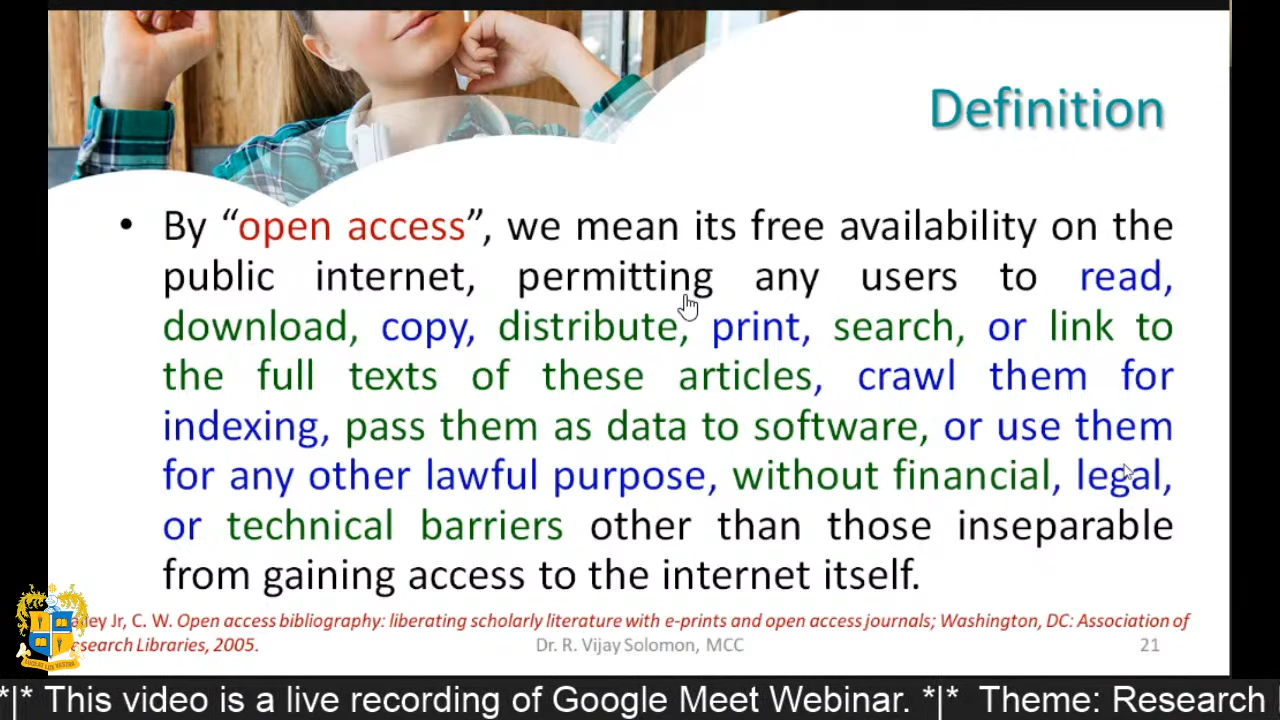 Definition
• By “open access”, we mean its free availability on the
public internet, permitting any users to read,
download, copy, distribute, print, search, or link to
the full texts of these articles, crawl them for
indexing, pass them as data to software, or use them
for any other lawful purpose, without financial, legal,
or technical barriers other than those inseparable
from gaining access to the internet itself.
Jr, C. W. Open access bibliography: liberating scholarly literature with e-prints and open access journals; Washington, DC: Association of
Libraries, 2005.
Dr. R. Vijay Solomon, MCC
21
*|* This video is a live recording of Google Meet Webinar. *|* Theme: Research